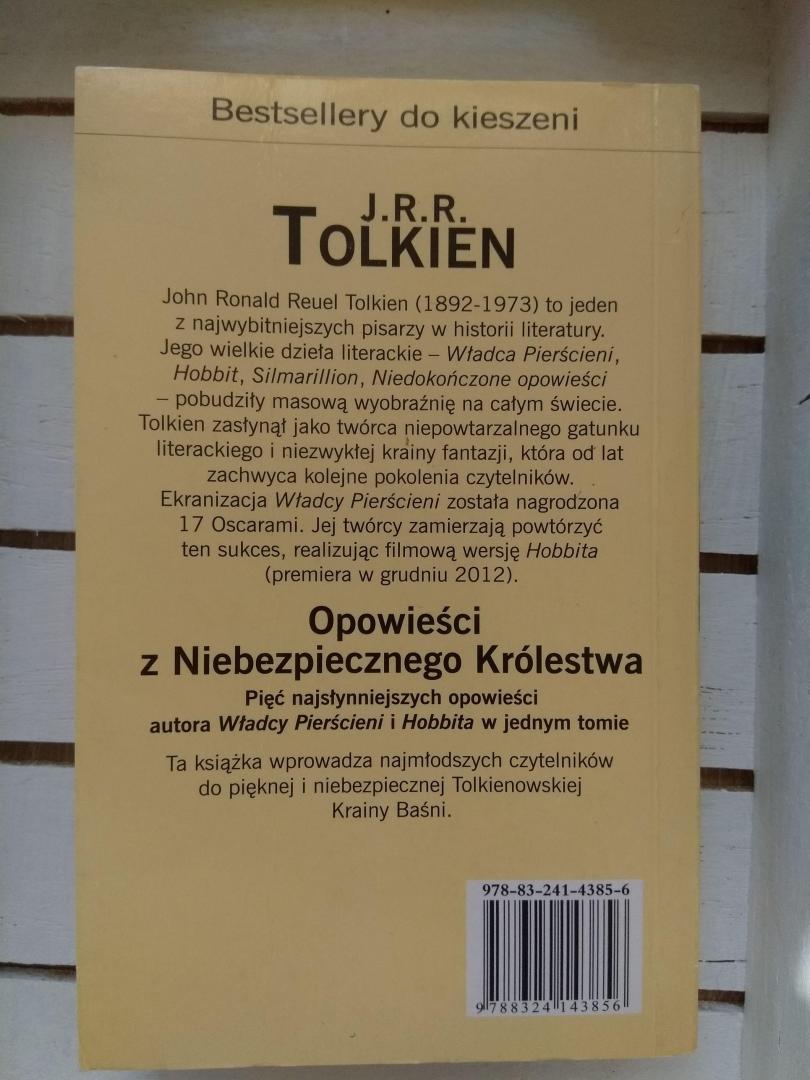 Bestsellery do kieszeni
J.R.R.
TOLKIEN
John Ronald Reuel Tolkien (1892-1973) to jeden
z najwybitniejszych pisarzy w historii literatury.
Jego wielkie dzieła literackie – Władca Pierścieni,
Hobbit, Silmarillion, Niedokończone opowieści
– pobudziły masową wyobraźnię na całym świecie.
Tolkien zasłynął jako twórca niepowtarzalnego gatunku
literackiego i niezwykłej krainy fantazji, która od lat
zachwyca kolejne pokolenia czytelników.
Ekranizacja Władcy Pierścieni została nagrodzona
17 Oscarami. Jej twórcy zamierzają powtórzyć
ten sukces, realizując filmową wersję Hobbita
(premiera w grudniu 2012).
Opowieści
z Niebezpiecznego Królestwa
Pięć najsłynniejszych opowieści
autora Władcy Pierścieni i Hobbita w jednym tomie
Ta książka wprowadza najmłodszych czytelników
do pięknej i niebezpiecznej Tolkienowskiej
Krainy Baśni.
978-83-241-4385-6
9 788324 143856